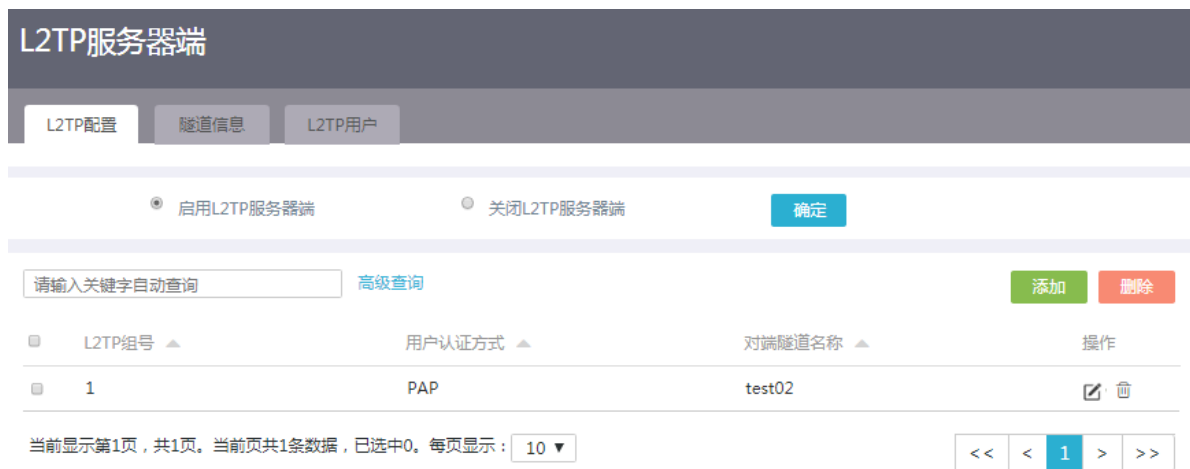 L2TP服务器端
L2TP配置 隧道信息 L2TP用户
启用L2TP服务器端 关闭L2TP服务器端 确定
请输入关键字自动查询 高级查询 添加 删除
L2TP组号 用户认证方式 对端隧道名称 操作
1 PAP test02
当前显示第1页，共1页。当前页共1条数据，已选中0。每页显示： 10 ▼
<< < 1 > >>